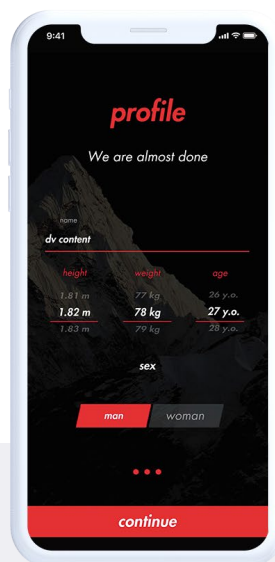 9:41
profile
We are almost done
name
dv content
height weight age
1.81 m 77 kg 26 y.o.
1.82 m 78 kg 27 y.o.
1.83 m 79 kg 28 y.o.
sex
man woman
continue